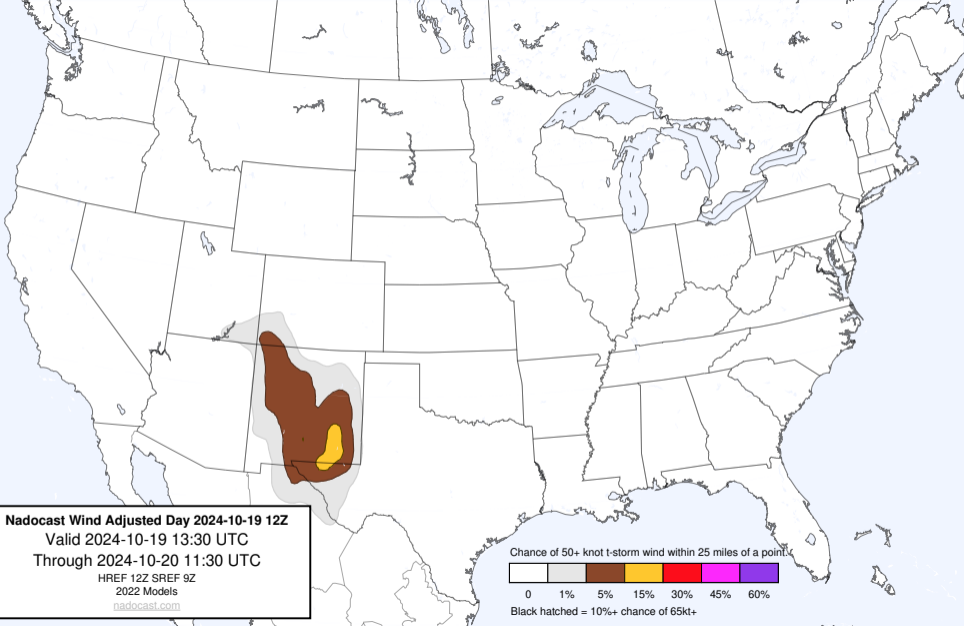 Nadocast Wind Adjusted Day 2024-10-19 12Z
Valid 2024-10-19 13:30 UTC
Through 2024-10-20 11:30 UTC
HREF 12Z SREF 9Z
2022 Models
nadocast.com
Chance of 50+ knot t-storm wind within 25 miles of a point.
0 1% 5% 15% 30% 45% 60%
Black hatched = 10%+ chance of 65kt+